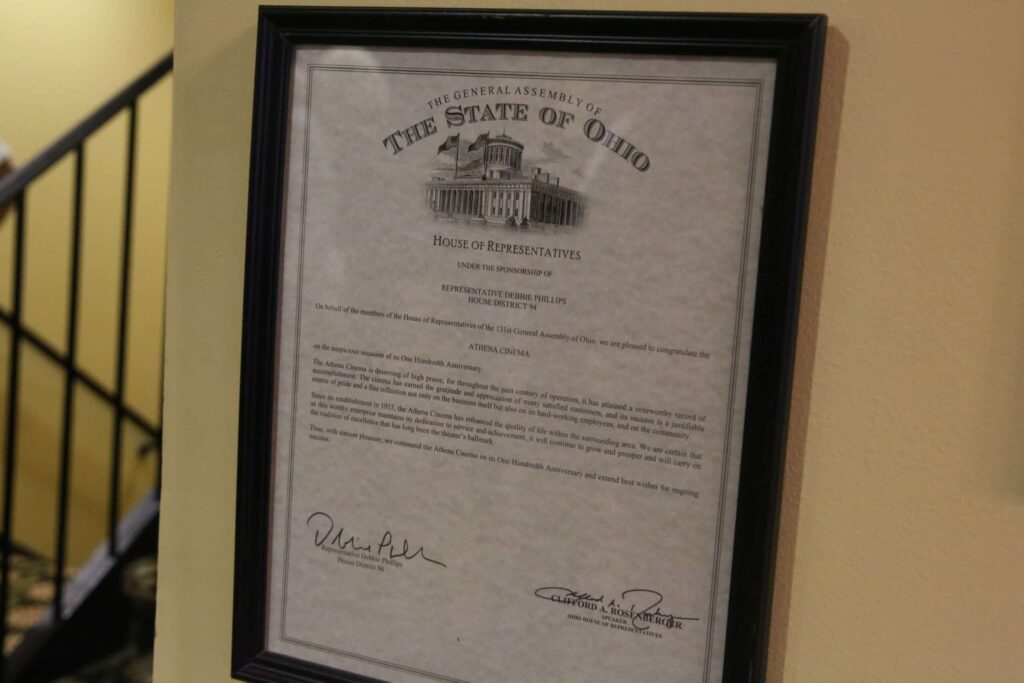 THE GENERAL ASSEMBLY OF
THE STATE OF OHIO
HOUSE OF REPRESENTATIVES
UNDER THE SPONSORSHIP OF
REPRESENTATIVE DEBBIE PHILLIPS
HOUSE DISTRICT 94
On behalf of the members of the House of Representatives of the 131st General Assembly of Ohio, we are pleased to congratulate the
ATHENA CINEMA
on the auspicious occasion of its One Hundredth Anniversary.
The Athena Cinema is deserving of high praise, for throughout the past century of operation, it has attained a noteworthy record of
accomplishment. The cinema has earned the gratitude and appreciation of many satisfied customers, and its success is a justifiable
source of pride and a fine reflection not only on the business itself but also on its hard-working employees, and on the community.
Since its establishment in 1915, the Athena Cinema has enhanced the quality of life within the surrounding area. We are certain that
as this worthy enterprise maintains its dedication to service and achievement, it will continue to grow and prosper and will carry on
the tradition of excellence that has long been the theater's hallmark.
Thus, with sincere pleasure, we commend the Athena Cinema on its One Hundredth Anniversary and extend best wishes for ongoing
success.
Representative Debbie Phillips
House District 94
CLIFFORD A. ROSENBERGER
SPEAKER
OHIO HOUSE OF REPRESENTATIVES